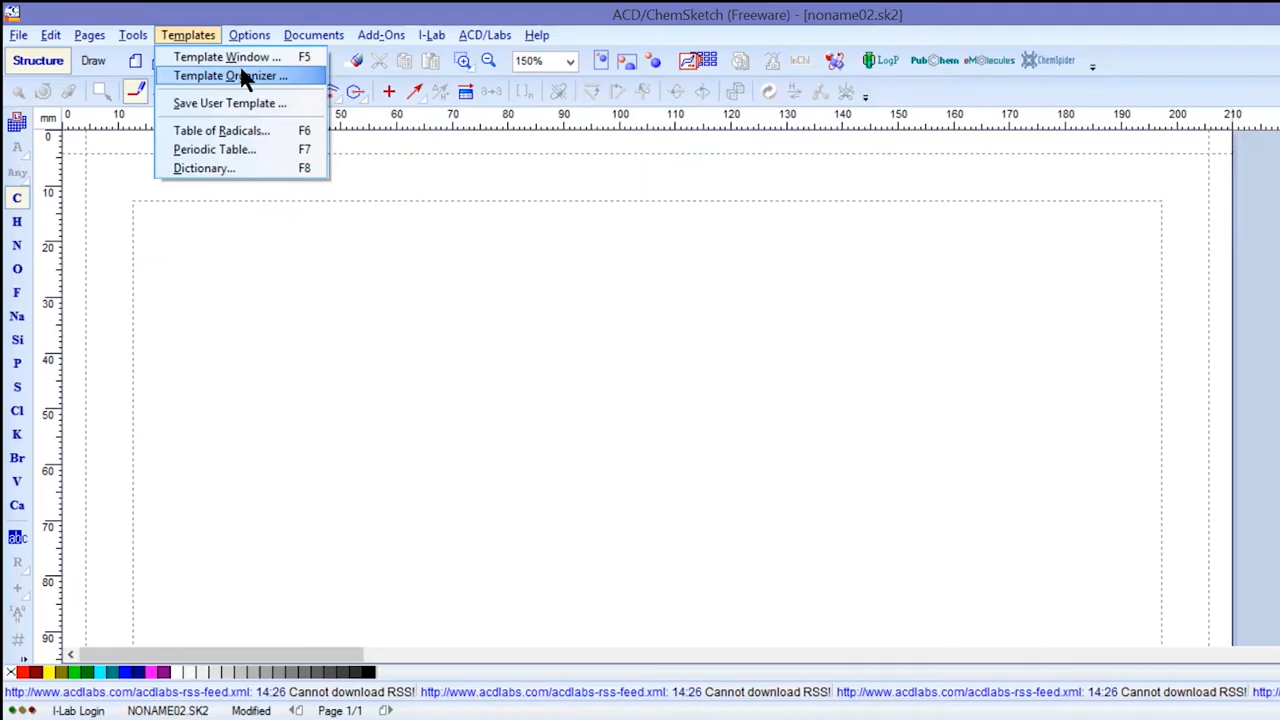 ACD/ChemSketch (Freeware) - [noname02.sk2]
File Edit Pages Tools Templates Options Documents Add-Ons I-Lab ACD/Labs Help
Structure Draw 150% LogP PubChem eMolecules ChemSpider
Template Window ... F5
Template Organizer ...
Save User Template ...
Table of Radicals... F6
Periodic Table... F7
Dictionary... F8
InChI
mm 0 10 50 60 70 80 90 100 110 120 130 140 150 160 170 180 190 200 210
0
10
20
30
40
50
60
70
80
90
A
Any
C
H
N
O
F
Na
Si
P
S
Cl
K
Br
V
Ca
abc
R
+
#
http://www.acdlabs.com/acdlabs-rss-feed.xml: 14:26 Cannot download RSS! http://www.acdlabs.com/acdlabs-rss-feed.xml: 14:26 Cannot download RSS! http://www.acdlabs.com/acdlabs-rss-feed.xml: 14:26 Cannot download RSS! http://
I-Lab Login NONAME02.SK2 Modified Page 1/1